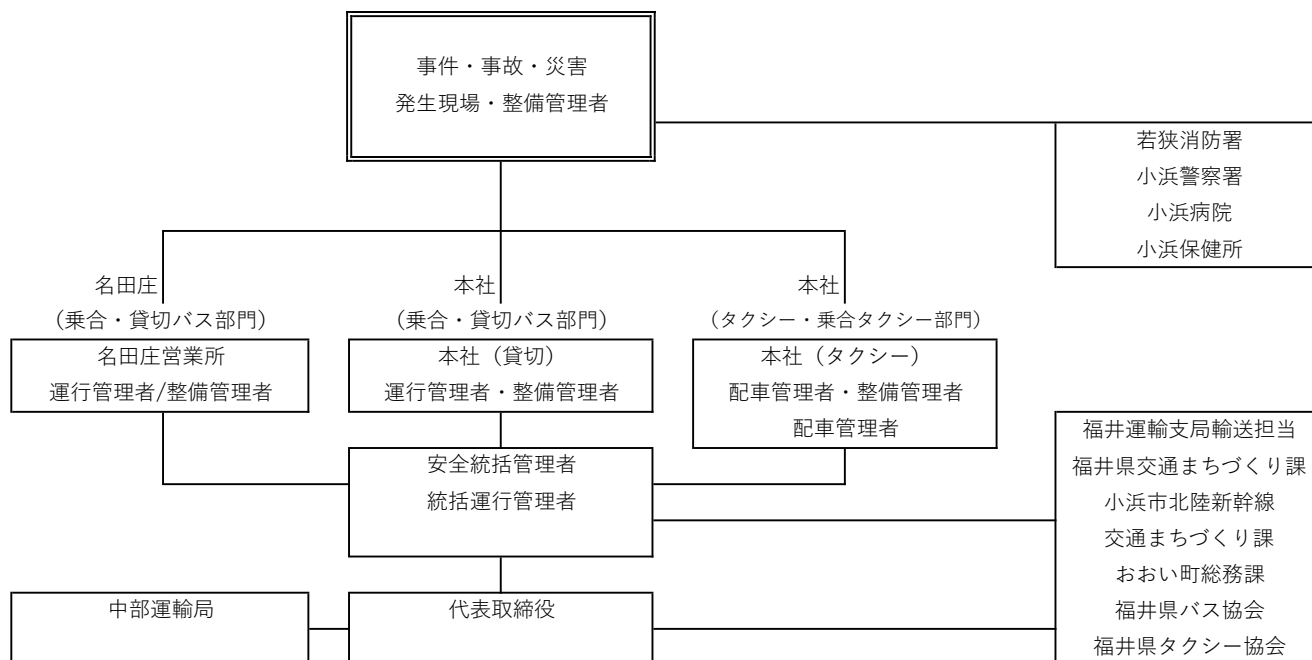 事件・事故・災害
発生現場・整備管理者
若狭消防署
小浜警察署
小浜病院
小浜保健所
名田庄
(乗合・貸切バス部門)
本社
(乗合・貸切バス部門)
本社
(タクシー・乗合タクシー部門)
名田庄営業所
運行管理者/整備管理者
本社（貸切）
運行管理者・整備管理者
本社（タクシー）
配車管理者・整備管理者
配車管理者
安全統括管理者
統括運行管理者
福井運輸支局輸送担当
福井県交通まちづくり課
小浜市北陸新幹線
交通まちづくり課
おおい町総務課
福井県バス協会
福井県タクシー協会
中部運輸局
代表取締役